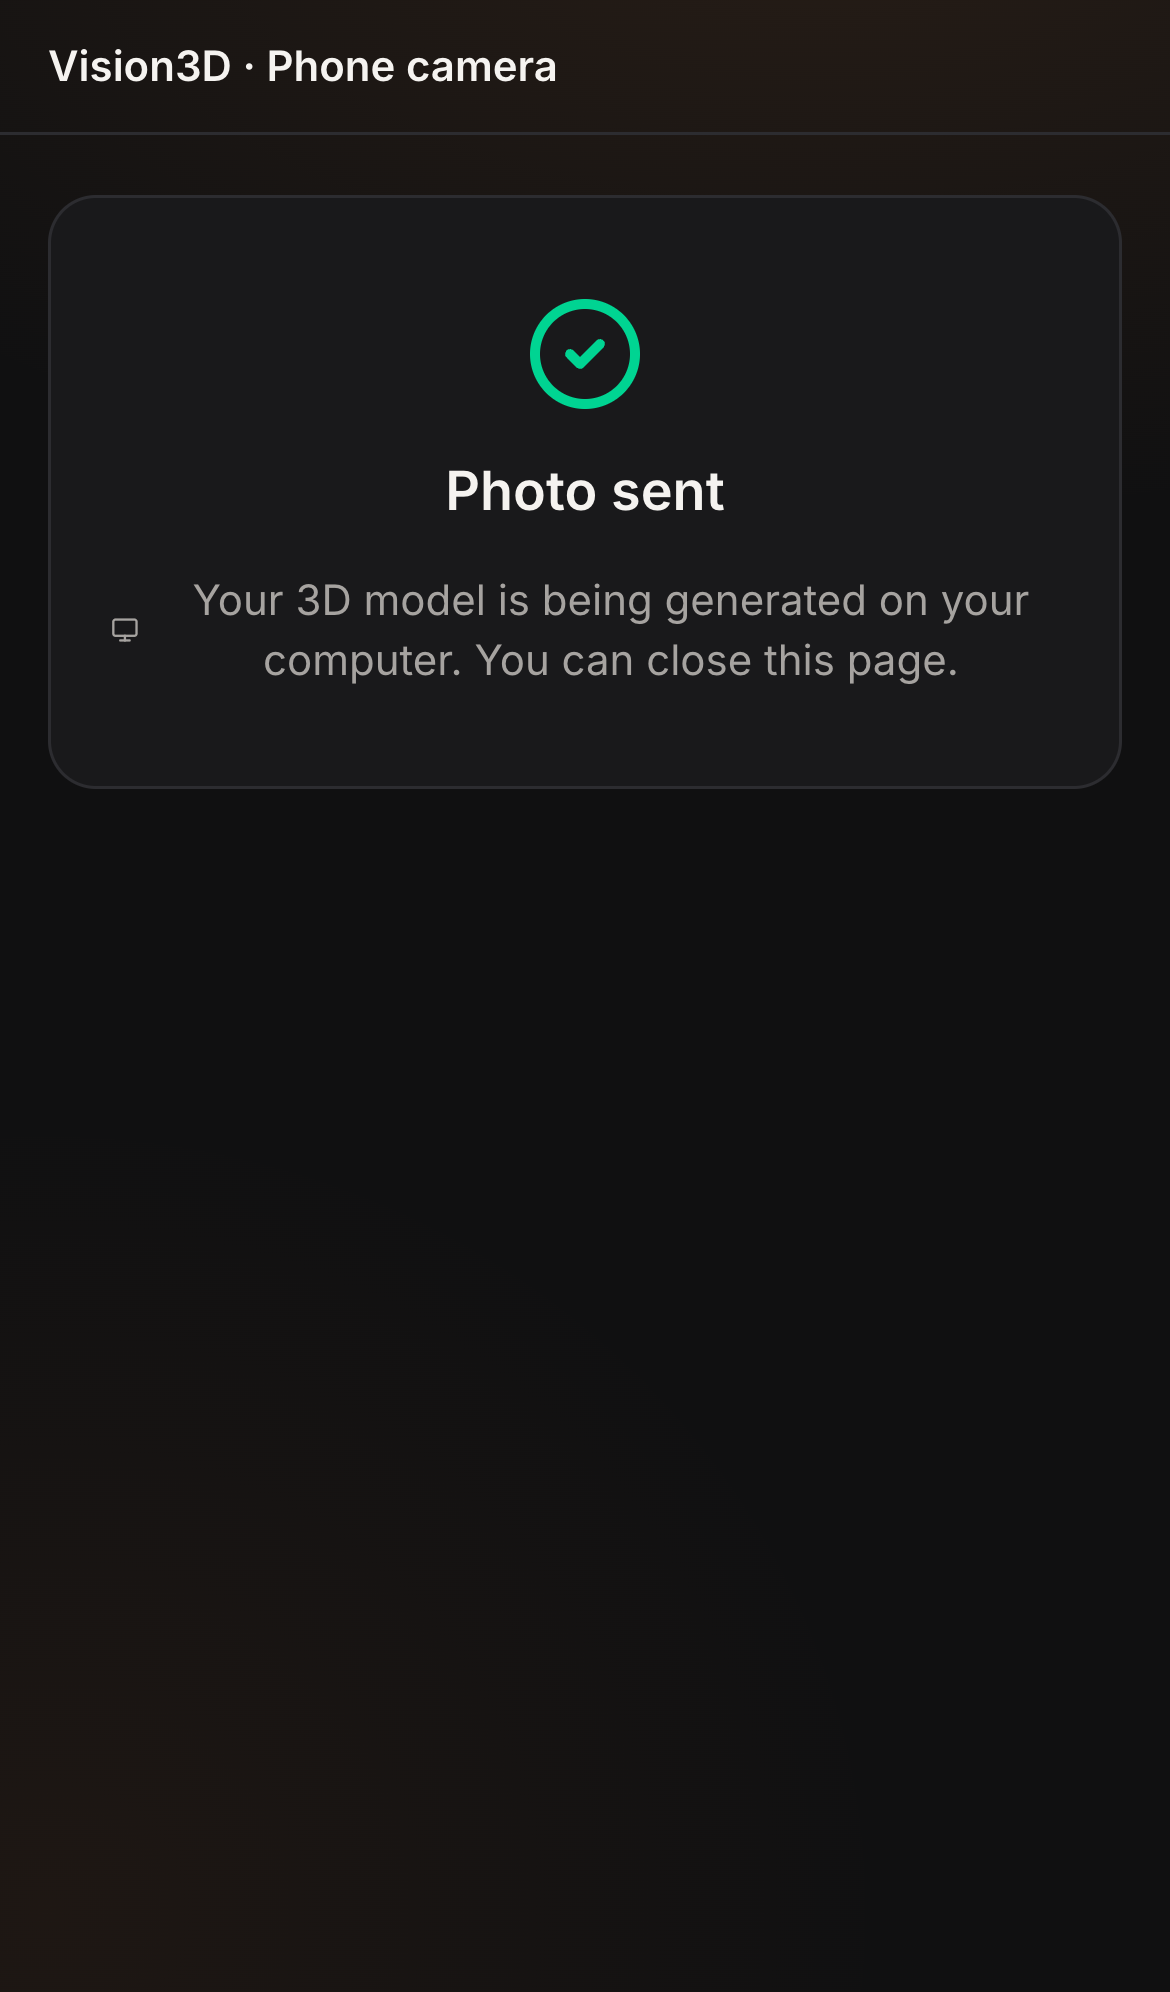 Vision3D · Phone camera
Photo sent
Your 3D model is being generated on your
computer. You can close this page.